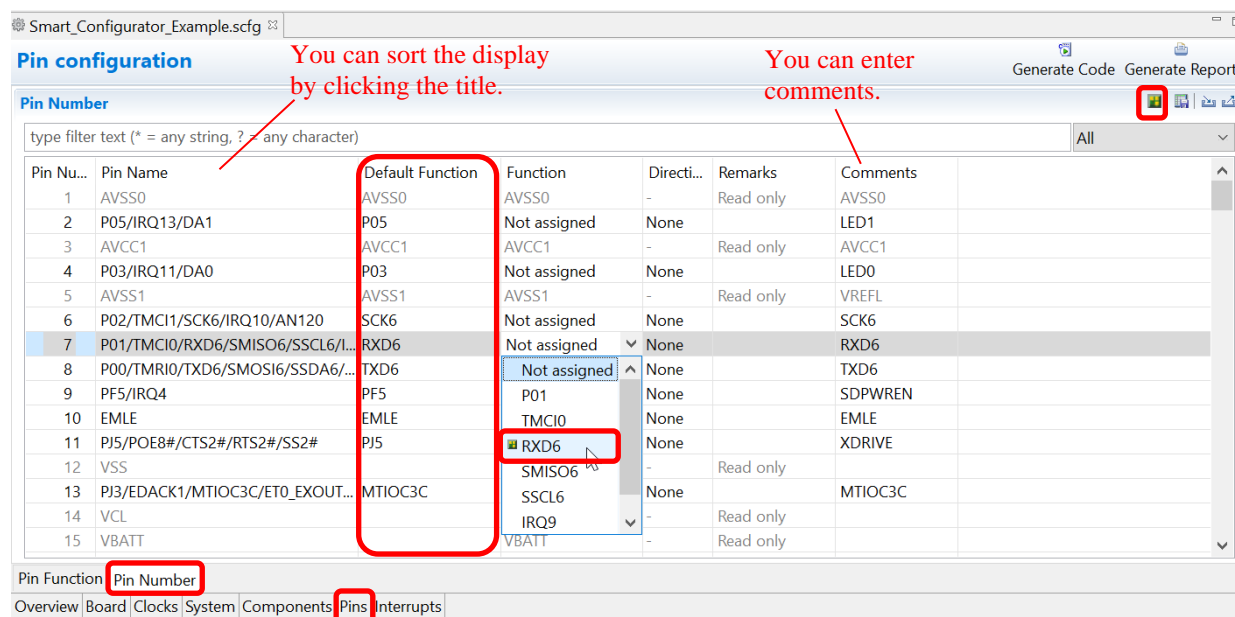 Smart_Configurator_Example.scfg
Pin configuration
You can sort the display
by clicking the title.
You can enter
comments.
Generate Code Generate Report
Pin Number
type filter text (* = any string, ? = any character) All
Pin Nu... Pin Name Default Function Function Directi... Remarks Comments
1 AVSS0 AVSS0 AVSS0 - Read only AVSS0
2 P05/IRQ13/DA1 P05 Not assigned None LED1
3 AVCC1 AVCC1 AVCC1 - Read only AVCC1
4 P03/IRQ11/DA0 P03 Not assigned None LED0
5 AVSS1 AVSS1 AVSS1 - Read only VREFL
6 P02/TMCI1/SCK6/IRQ10/AN120 SCK6 Not assigned None SCK6
7 P01/TMCI0/RXD6/SMISO6/SSCL6/I... RXD6 Not assigned None RXD6
8 P00/TMRI0/TXD6/SMOSI6/SSDA6/... TXD6 Not assigned None TXD6
9 PF5/IRQ4 PF5 P01 None SDPWREN
10 EMLE EMLE TMCI0 None EMLE
11 PJ5/POE8#/CTS2#/RTS2#/SS2# PJ5 RXD6 None XDRIVE
12 VSS SMISO6 - Read only
13 PJ3/EDACK1/MTIOC3C/ET0_EXOUT... MTIOC3C SSCL6 None MTIOC3C
14 VCL IRQ9 - Read only
15 VBATT VBATT - Read only
Pin Function Pin Number
Overview Board Clocks System Components Pins Interrupts